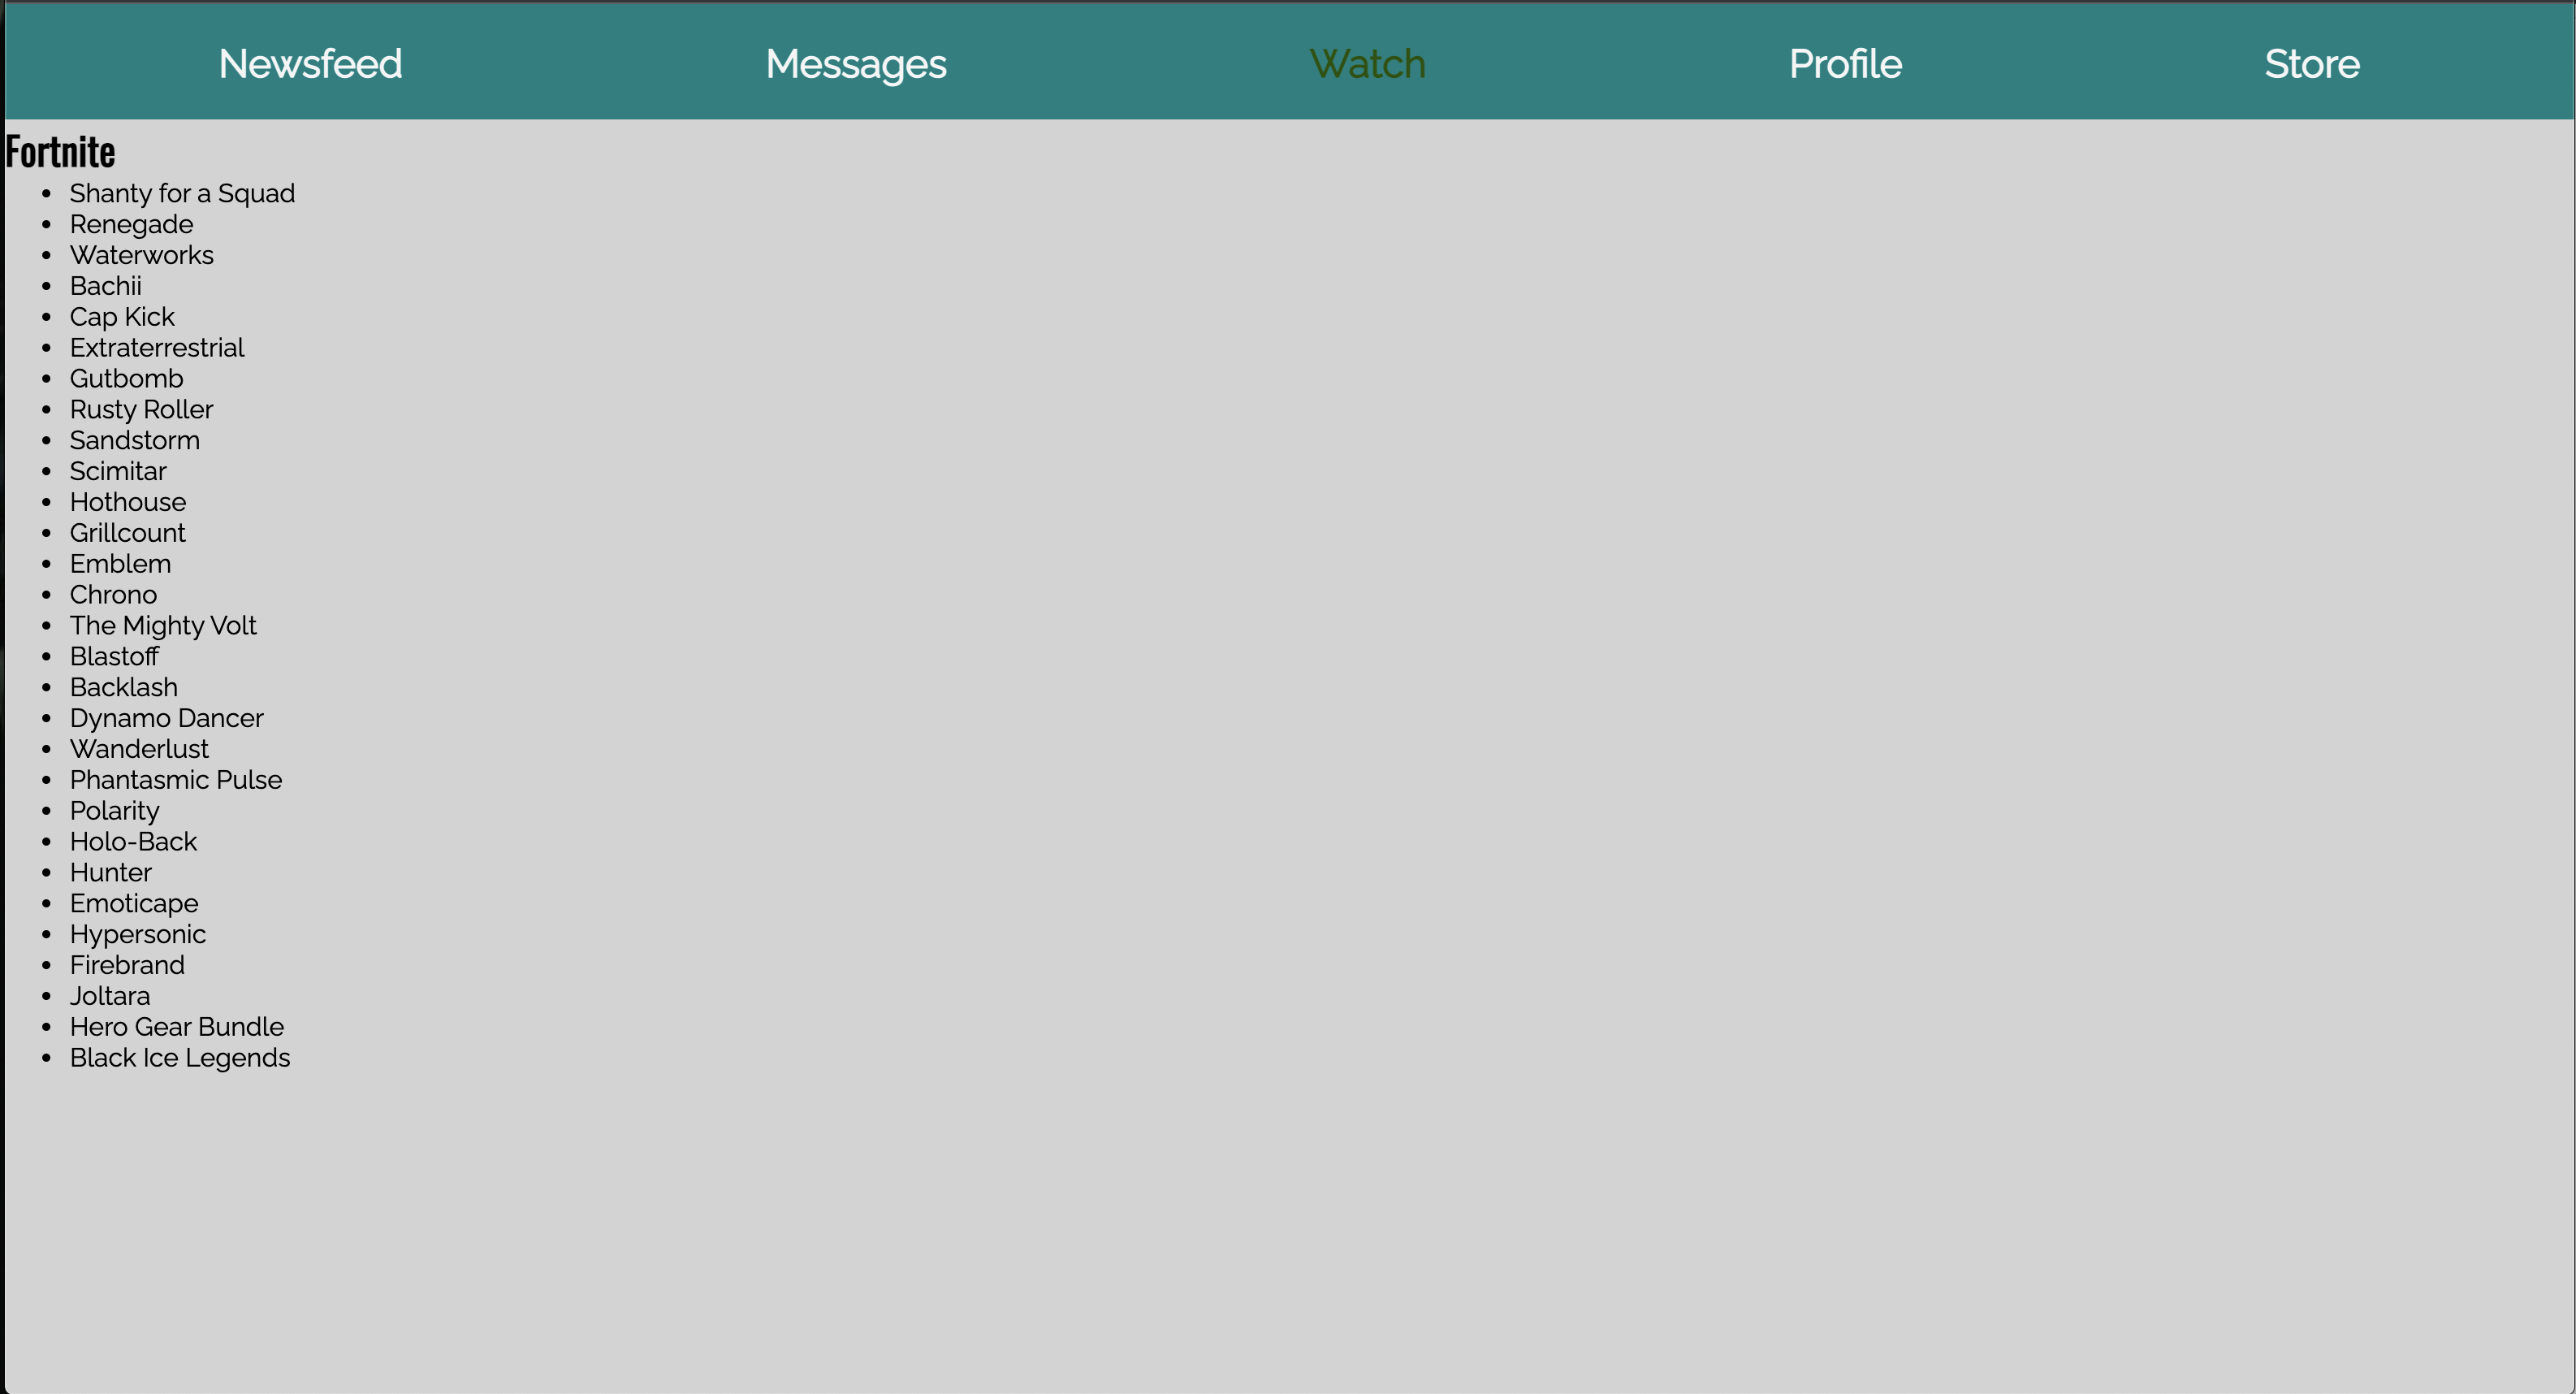 Newsfeed Messages Watch Profile Store
Fortnite
Shanty for a Squad
Renegade
Waterworks
Bachii
Cap Kick
Extraterrestrial
Gutbomb
Rusty Roller
Sandstorm
Scimitar
Hothouse
Grillcount
Emblem
Chrono
The Mighty Volt
Blastoff
Backlash
Dynamo Dancer
Wanderlust
Phantasmic Pulse
Polarity
Holo-Back
Hunter
Emoticape
Hypersonic
Firebrand
Joltara
Hero Gear Bundle
Black Ice Legends